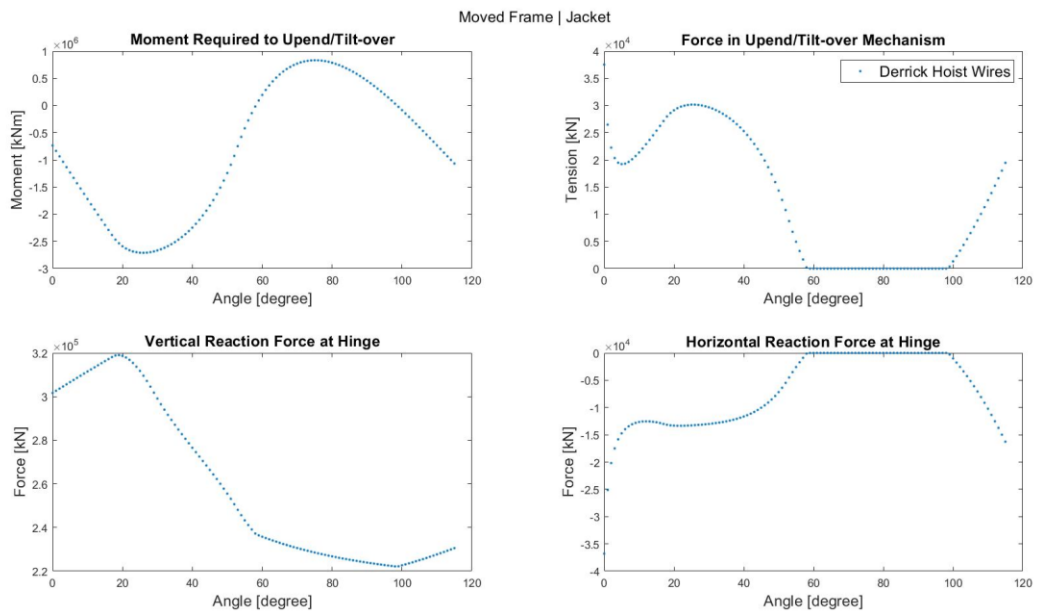 Moved Frame | Jacket
Moment Required to Upend/Tilt-over
×10^6
1
0.5
0
-0.5
-1
-1.5
-2
-2.5
-3
Moment [kNm]
0 20 40 60 80 100 120
Angle [degree]
Force in Upend/Tilt-over Mechanism
×10^4
Derrick Hoist Wires
4
3.5
3
2.5
2
1.5
1
0.5
0
Tension [kN]
0 20 40 60 80 100 120
Angle [degree]
Vertical Reaction Force at Hinge
×10^5
3.2
3
2.8
2.6
2.4
2.2
Force [kN]
0 20 40 60 80 100 120
Angle [degree]
Horizontal Reaction Force at Hinge
×10^4
0
-0.5
-1
-1.5
-2
-2.5
-3
-3.5
-4
Force [kN]
0 20 40 60 80 100 120
Angle [degree]